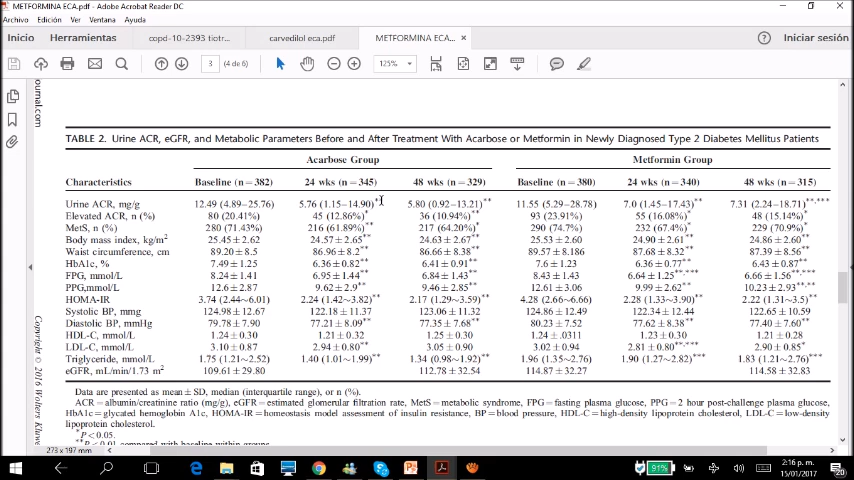 METFORMINA ECA.pdf - Adobe Acrobat Reader DC
Archivo Edición Ver Ventana Ayuda
Inicio Herramientas copd-10-2393 tiotr... carvedilol eca.pdf METFORMINA ECA... × Iniciar sesión
3 (4 de 6) 125%
ournal.com
TABLE 2. Urine ACR, eGFR, and Metabolic Parameters Before and After Treatment With Acarbose or Metformin in Newly Diagnosed Type 2 Diabetes Mellitus Patients
Acarbose Group Metformin Group
Characteristics Baseline (n=382) 24 wks (n=345) 48 wks (n=329) Baseline (n=380) 24 wks (n=340) 48 wks (n=315)
Urine ACR, mg/g 12.49 (4.89–25.76) 5.76 (1.15–14.90)** 5.80 (0.92–13.21)** 11.55 (5.29–28.78) 7.0 (1.45–17.43)** 7.31 (2.24–18.71)**,***
Elevated ACR, n (%) 80 (20.41%) 45 (12.86%)* 36 (10.94%)** 93 (23.91%) 55 (16.08%)* 48 (15.14%)*
MetS, n (%) 280 (71.43%) 216 (61.89%)** 217 (64.20%)* 290 (74.7%) 232 (67.4%)* 229 (70.9%)*
Body mass index, kg/m² 25.45 ± 2.62 24.57 ± 2.65** 24.63 ± 2.67** 25.53 ± 2.60 24.90 ± 2.61** 24.86 ± 2.60**
Waist circumference, cm 89.20 ± 8.5 86.96 ± 8.2** 86.66 ± 8.38** 89.57 ± 8.186 87.68 ± 8.32** 87.39 ± 8.56**
HbA1c, % 7.49 ± 1.25 6.36 ± 0.82** 6.41 ± 0.91** 7.6 ± 1.23 6.36 ± 0.77** 6.43 ± 0.87**
FPG, mmol/L 8.24 ± 1.41 6.95 ± 1.44** 6.84 ± 1.43** 8.43 ± 1.43 6.64 ± 1.25**,*** 6.66 ± 1.56**,***
PPG,mmol/L 12.6 ± 2.87 9.62 ± 2.9** 9.46 ± 2.85** 12.61 ± 3.06 9.99 ± 2.62** 10.23 ± 2.93**,**
HOMA-IR 3.74 (2.44∼6.01) 2.24 (1.42∼3.82)** 2.17 (1.29∼3.59)** 4.28 (2.66∼6.66) 2.28 (1.33∼3.90)** 2.22 (1.31∼3.5)**
Systolic BP, mmg 124.98 ± 12.67 122.18 ± 11.37 123.06 ± 11.32 124.86 ± 12.49 122.34 ± 12.44 122.65 ± 10.59
Diastolic BP, mmHg 79.78 ± 7.90 77.21 ± 8.09** 77.35 ± 7.68** 80.23 ± 7.52 77.62 ± 8.38** 77.40 ± 7.60**
HDL-C, mmol/L 1.24 ± 0.30 1.21 ± 0.32 1.25 ± 0.30 1.24 ± .0311 1.23 ± 0.30 1.21 ± 0.28
LDL-C, mmol/L 3.10 ± 0.87 2.94 ± 0.80** 3.05 ± 0.90 3.02 ± 0.94 2.81 ± 0.80**,*** 2.90 ± 0.85*
Triglyceride, mmol/L 1.75 (1.21∼2.52) 1.40 (1.01∼1.99)** 1.34 (0.98∼1.92)** 1.96 (1.35∼2.76) 1.90 (1.27∼2.82)*** 1.83 (1.21∼2.76)***
eGFR, mL/min/1.73 m² 109.61 ± 29.80 112.78 ± 32.54 114.87 ± 32.27 114.58 ± 32.83
Data are presented as mean ± SD, median (interquartile range), or n (%).
ACR = albumin/creatinine ratio (mg/g), eGFR = estimated glomerular filtration rate, MetS = metabolic syndrome, FPG = fasting plasma glucose, PPG = 2 hour post-challenge plasma glucose,
HbA1c = glycated hemoglobin A1c, HOMA-IR = homeostasis model assessment of insulin resistance, BP = blood pressure, HDL-C = high-density lipoprotein cholesterol, LDL-C = low-density
lipoprotein cholesterol.
* P < 0.05.
** P < 0.01 compared with baseline within groups.
Copyright © 2016 Wolters Kluwe
273 x 197 mm
91% 2:16 p. m.
15/01/2017
20